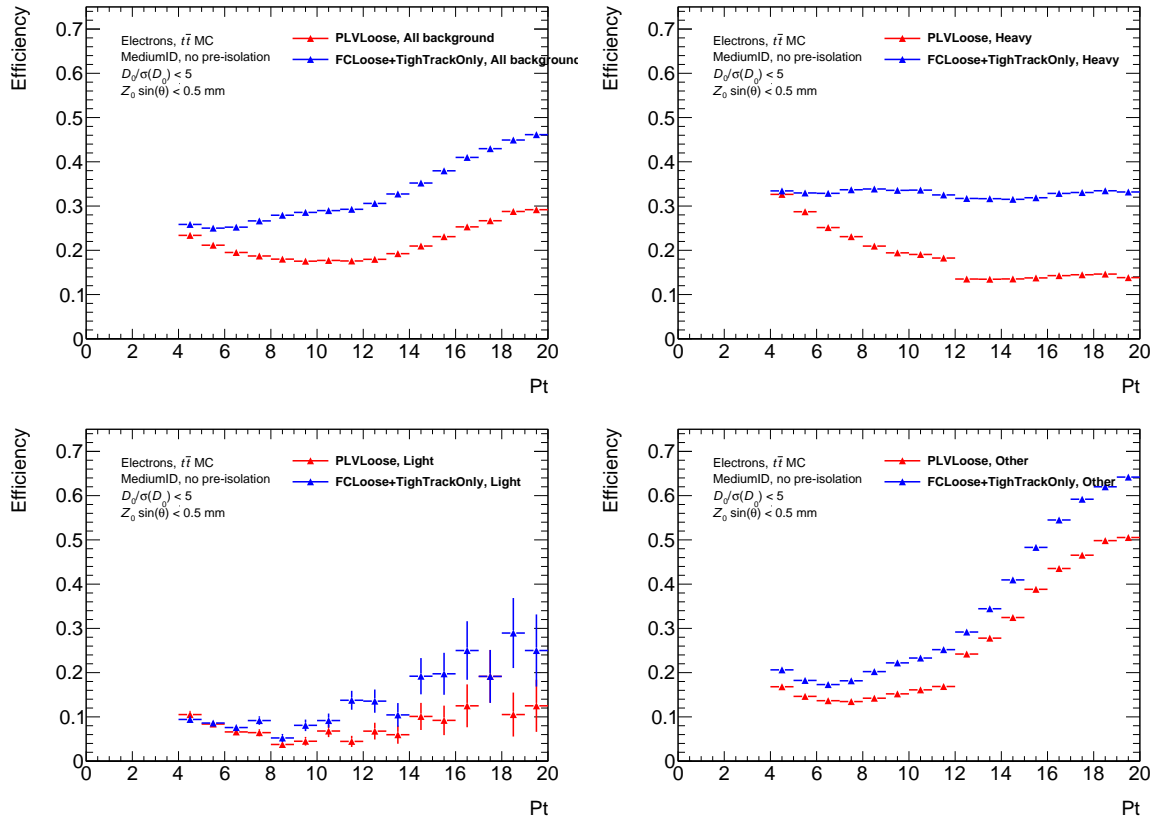 Efficiency
0.7
0.6
0.5
0.4
0.3
0.2
0.1
0
Electrons, tt̅ MC
MediumID, no pre-isolation
D₀/σ(D₀) < 5
Z₀ sin(θ) < 0.5 mm
PLVLoose, All background
FCLoose+TighTrackOnly, All background
0 2 4 6 8 10 12 14 16 18 20
Pt
Efficiency
0.7
0.6
0.5
0.4
0.3
0.2
0.1
0
Electrons, tt̅ MC
MediumID, no pre-isolation
D₀/σ(D₀) < 5
Z₀ sin(θ) < 0.5 mm
PLVLoose, Heavy
FCLoose+TighTrackOnly, Heavy
0 2 4 6 8 10 12 14 16 18 20
Pt
Efficiency
0.7
0.6
0.5
0.4
0.3
0.2
0.1
0
Electrons, tt̅ MC
MediumID, no pre-isolation
D₀/σ(D₀) < 5
Z₀ sin(θ) < 0.5 mm
PLVLoose, Light
FCLoose+TighTrackOnly, Light
0 2 4 6 8 10 12 14 16 18 20
Pt
Efficiency
0.7
0.6
0.5
0.4
0.3
0.2
0.1
0
Electrons, tt̅ MC
MediumID, no pre-isolation
D₀/σ(D₀) < 5
Z₀ sin(θ) < 0.5 mm
PLVLoose, Other
FCLoose+TighTrackOnly, Other
0 2 4 6 8 10 12 14 16 18 20
Pt